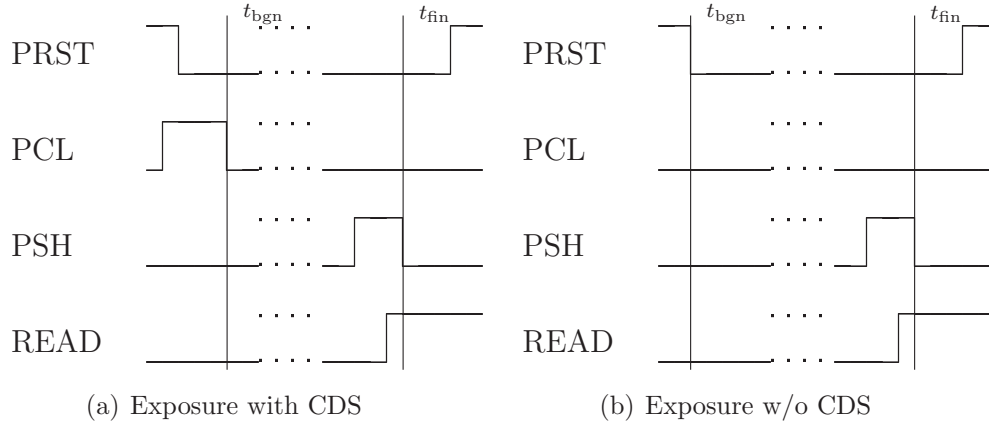 t_bgn t_fin
PRST
PCL
PSH
READ
(a) Exposure with CDS
t_bgn t_fin
PRST
PCL
PSH
READ
(b) Exposure w/o CDS